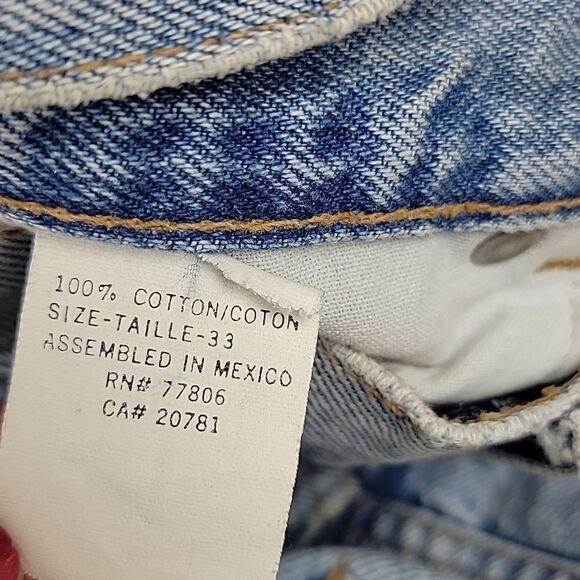 100% COTTON/COTON
SIZE-TAILLE-33
ASSEMBLED IN MEXICO
RN# 77806
CA# 20781